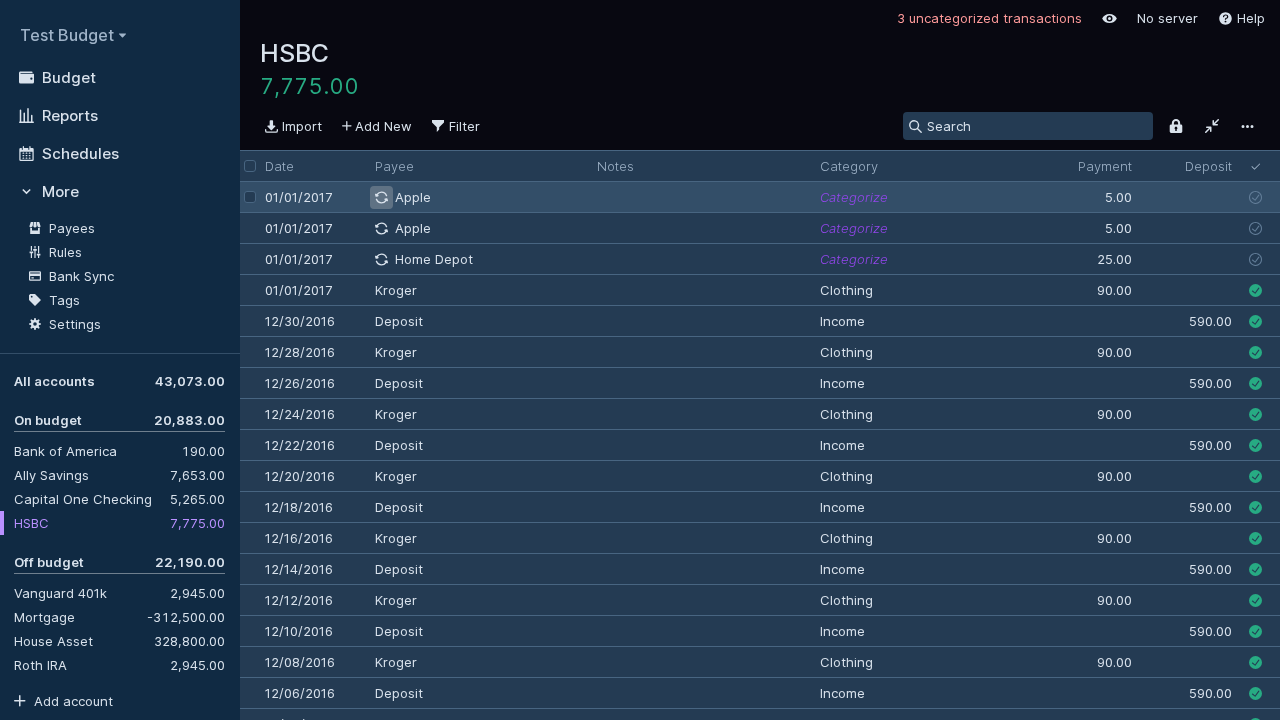 Test Budget
Budget
Reports
Schedules
More
Payees
Rules
Bank Sync
Tags
Settings
All accounts 43,073.00
On budget 20,883.00
Bank of America 190.00
Ally Savings 7,653.00
Capital One Checking 5,265.00
HSBC 7,775.00
Off budget 22,190.00
Vanguard 401k 2,945.00
Mortgage -312,500.00
House Asset 328,800.00
Roth IRA 2,945.00
Add account
3 uncategorized transactions No server Help
HSBC
7,775.00
Import Add New Filter Search
Date Payee Notes Category Payment Deposit
01/01/2017 Apple Categorize 5.00
01/01/2017 Apple Categorize 5.00
01/01/2017 Home Depot Categorize 25.00
01/01/2017 Kroger Clothing 90.00
12/30/2016 Deposit Income 590.00
12/28/2016 Kroger Clothing 90.00
12/26/2016 Deposit Income 590.00
12/24/2016 Kroger Clothing 90.00
12/22/2016 Deposit Income 590.00
12/20/2016 Kroger Clothing 90.00
12/18/2016 Deposit Income 590.00
12/16/2016 Kroger Clothing 90.00
12/14/2016 Deposit Income 590.00
12/12/2016 Kroger Clothing 90.00
12/10/2016 Deposit Income 590.00
12/08/2016 Kroger Clothing 90.00
12/06/2016 Deposit Income 590.00